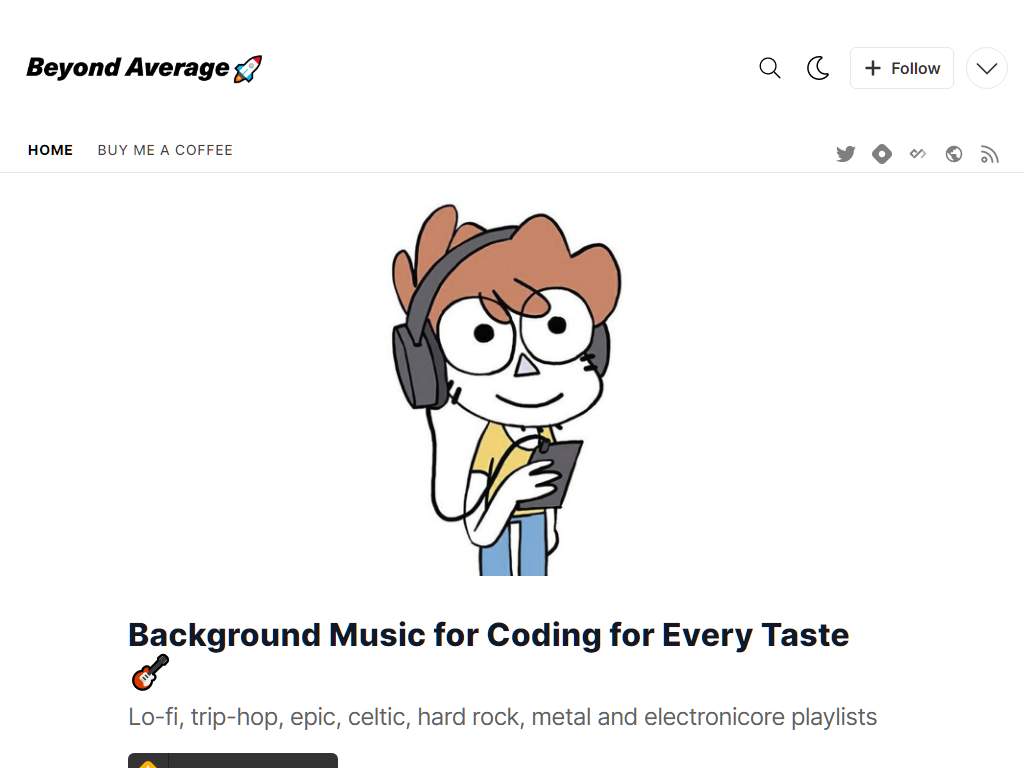 Beyond Average🚀
Follow
HOME BUY ME A COFFEE
Background Music for Coding for Every Taste
🎸
Lo-fi, trip-hop, epic, celtic, hard rock, metal and electronicore playlists